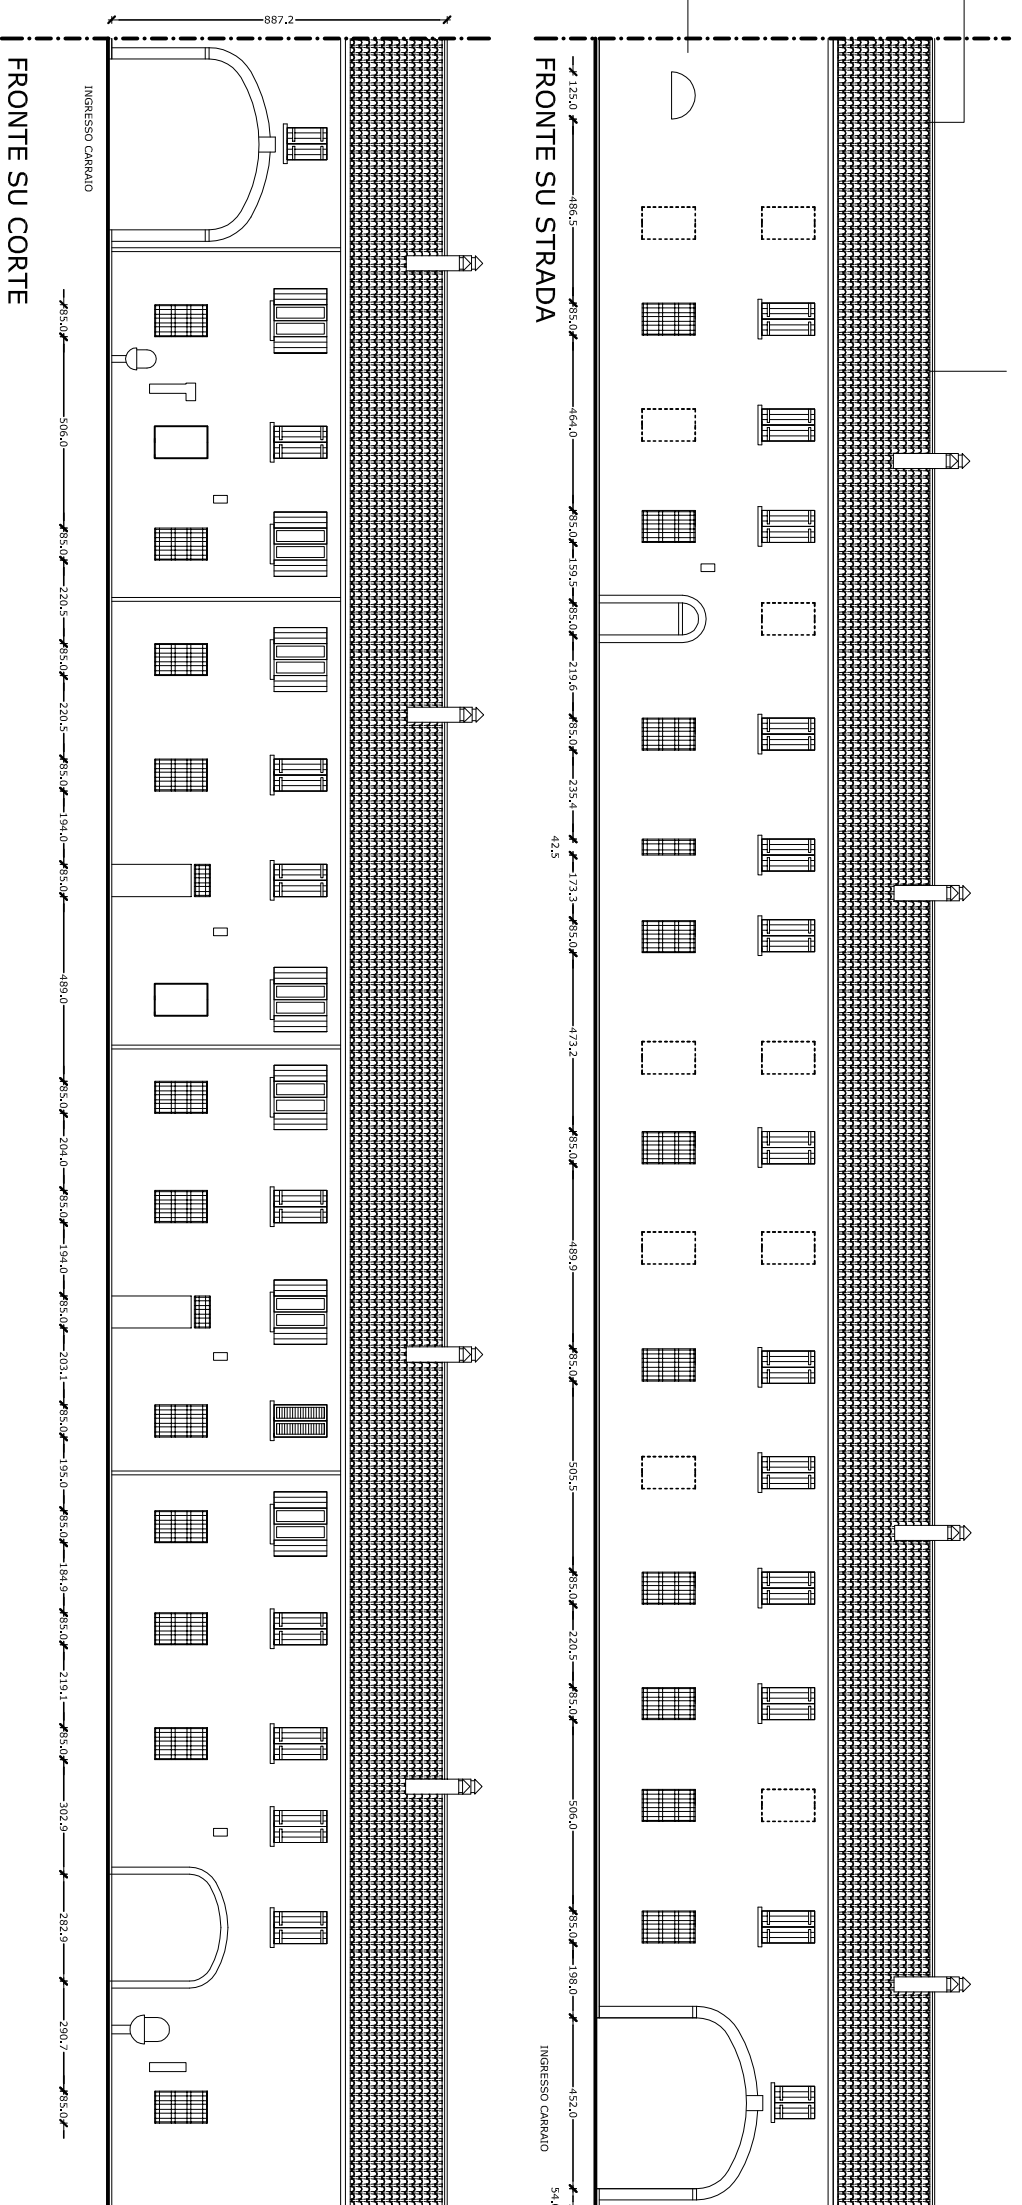 887.2
FRONTE SU STRADA
125.0 486.5 85.0 464.0 85.0 159.5 85.0 219.6 85.0 235.4 42.5 173.3 85.0 473.2 85.0 489.9 85.0 505.5 85.0 220.5 85.0 506.0 85.0 198.0 452.0
INGRESSO CARRAIO
FRONTE SU CORTE
INGRESSO CARRAIO
85.0 506.0 85.0 220.5 85.0 220.5 85.0 194.0 85.0 489.0 85.0 204.0 85.0 194.0 85.0 203.1 85.0 195.0 85.0 184.9 85.0 219.1 85.0 302.9 282.9 290.7 85.0